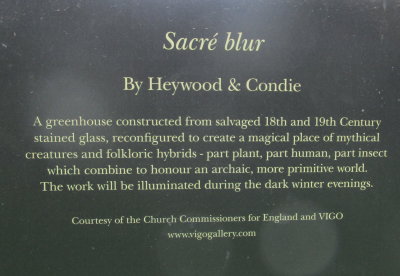 Sacré blur
By Heywood & Condie
A greenhouse constructed from salvaged 18th and 19th Century
stained glass, reconfigured to create a magical place of mythical
creatures and folkloric hybrids - part plant, part human, part insect
which combine to honour an archaic, more primitive world.
The work will be illuminated during the dark winter evenings.
Courtesy of the Church Commissioners for England and VIGO
www.vigogallery.com